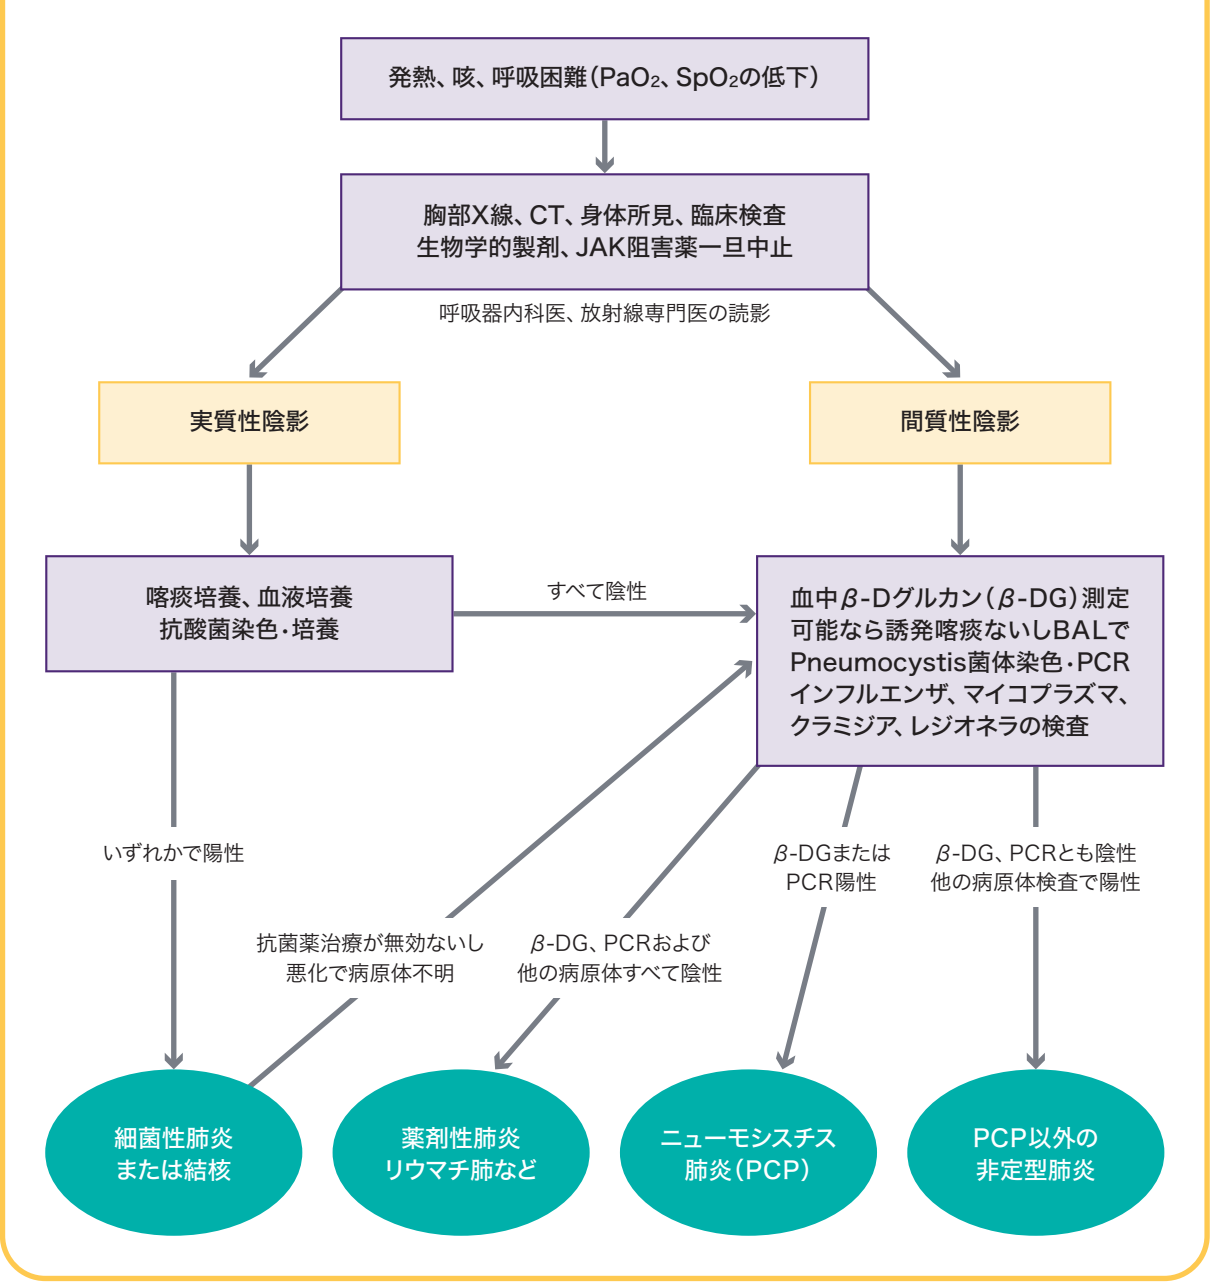 発熱、咳、呼吸困難（PaO₂、SpO₂の低下）
胸部X線、CT、身体所見、臨床検査
生物学的製剤、JAK阻害薬一旦中止
呼吸器内科医、放射線専門医の読影
実質性陰影
間質性陰影
喀痰培養、血液培養
抗酸菌染色・培養
すべて陰性
血中β-Dグルカン（β-DG）測定
可能なら誘発喀痰ないしBALで
Pneumocystis菌体染色・PCR
インフルエンザ、マイコプラズマ、
クラミジア、レジオネラの検査
いずれかで陽性
抗菌薬治療が無効ないし
悪化で病原体不明
β-DG、PCRおよび
他の病原体すべて陰性
β-DGまたは
PCR陽性
β-DG、PCRとも陰性
他の病原体検査で陽性
細菌性肺炎
または結核
薬剤性肺炎
リウマチ肺など
ニューモシスチス
肺炎（PCP）
PCP以外の
非定型肺炎